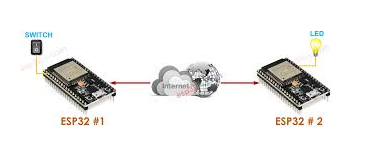 SWITCH
LED
Internet
ESP32 #1
ESP32 # 2